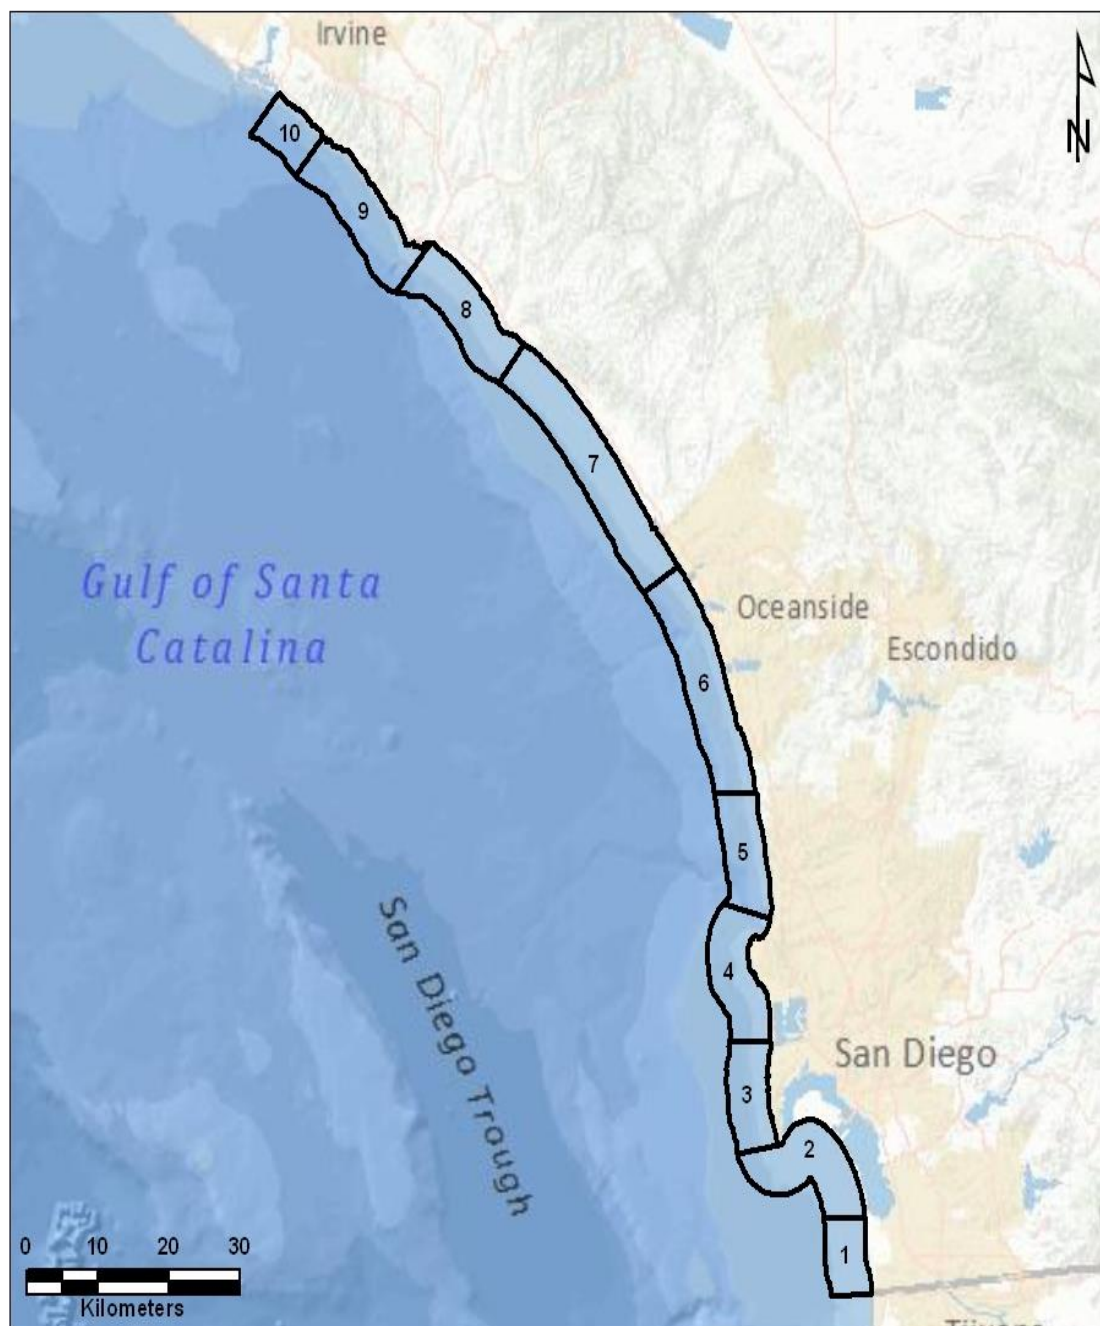 Irvine
N
10
9
8
7
Gulf of Santa
Catalina
Oceanside
Escondido
6
5
San Diego Trough
4
San Diego
3
2
1
0 10 20 30
Kilometers